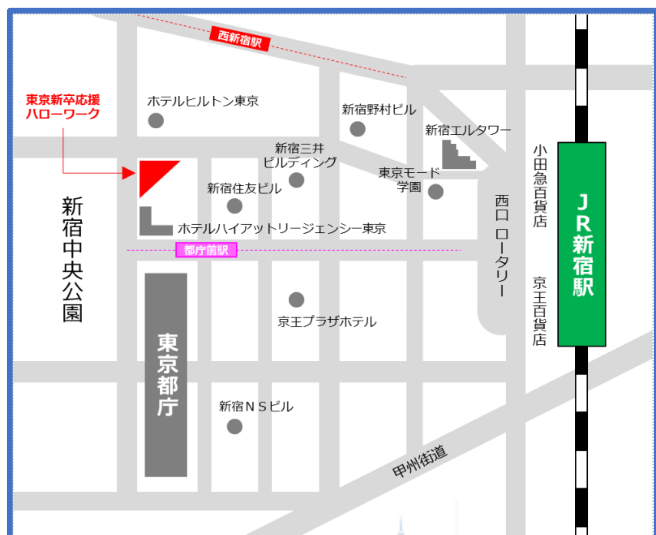 西新宿駅
東京新卒応援
ハローワーク
ホテルヒルトン東京
新宿野村ビル
新宿エルタワー
新宿三井
ビルディング
東京モード
学園
新宿住友ビル
小田急百貨店
JR新宿駅
西口 ロータリー
新宿中央公園
ホテルハイアットリージェンシー東京
都庁前駅
京王百貨店
京王プラザホテル
東京都庁
新宿NSビル
甲州街道